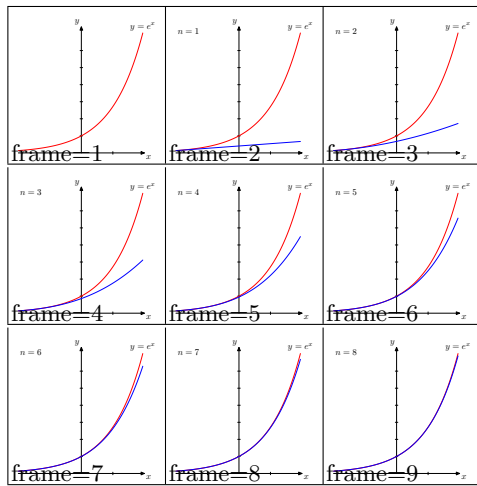 y
y = e^x
frame=1
x
y
n = 1
y = e^x
frame=2
x
y
n = 2
y = e^x
frame=3
x
y
n = 3
y = e^x
frame=4
x
y
n = 4
y = e^x
frame=5
x
y
n = 5
y = e^x
frame=6
x
y
n = 6
y = e^x
frame=7
x
y
n = 7
y = e^x
frame=8
x
y
n = 8
y = e^x
frame=9
x